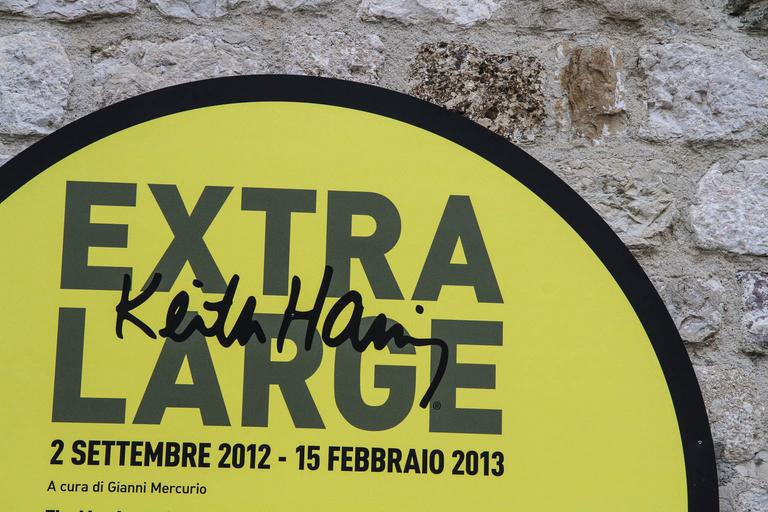 EXTRA
Keith Haring
LARGE
®
2 SETTEMBRE 2012 - 15 FEBBRAIO 2013
A cura di Gianni Mercurio